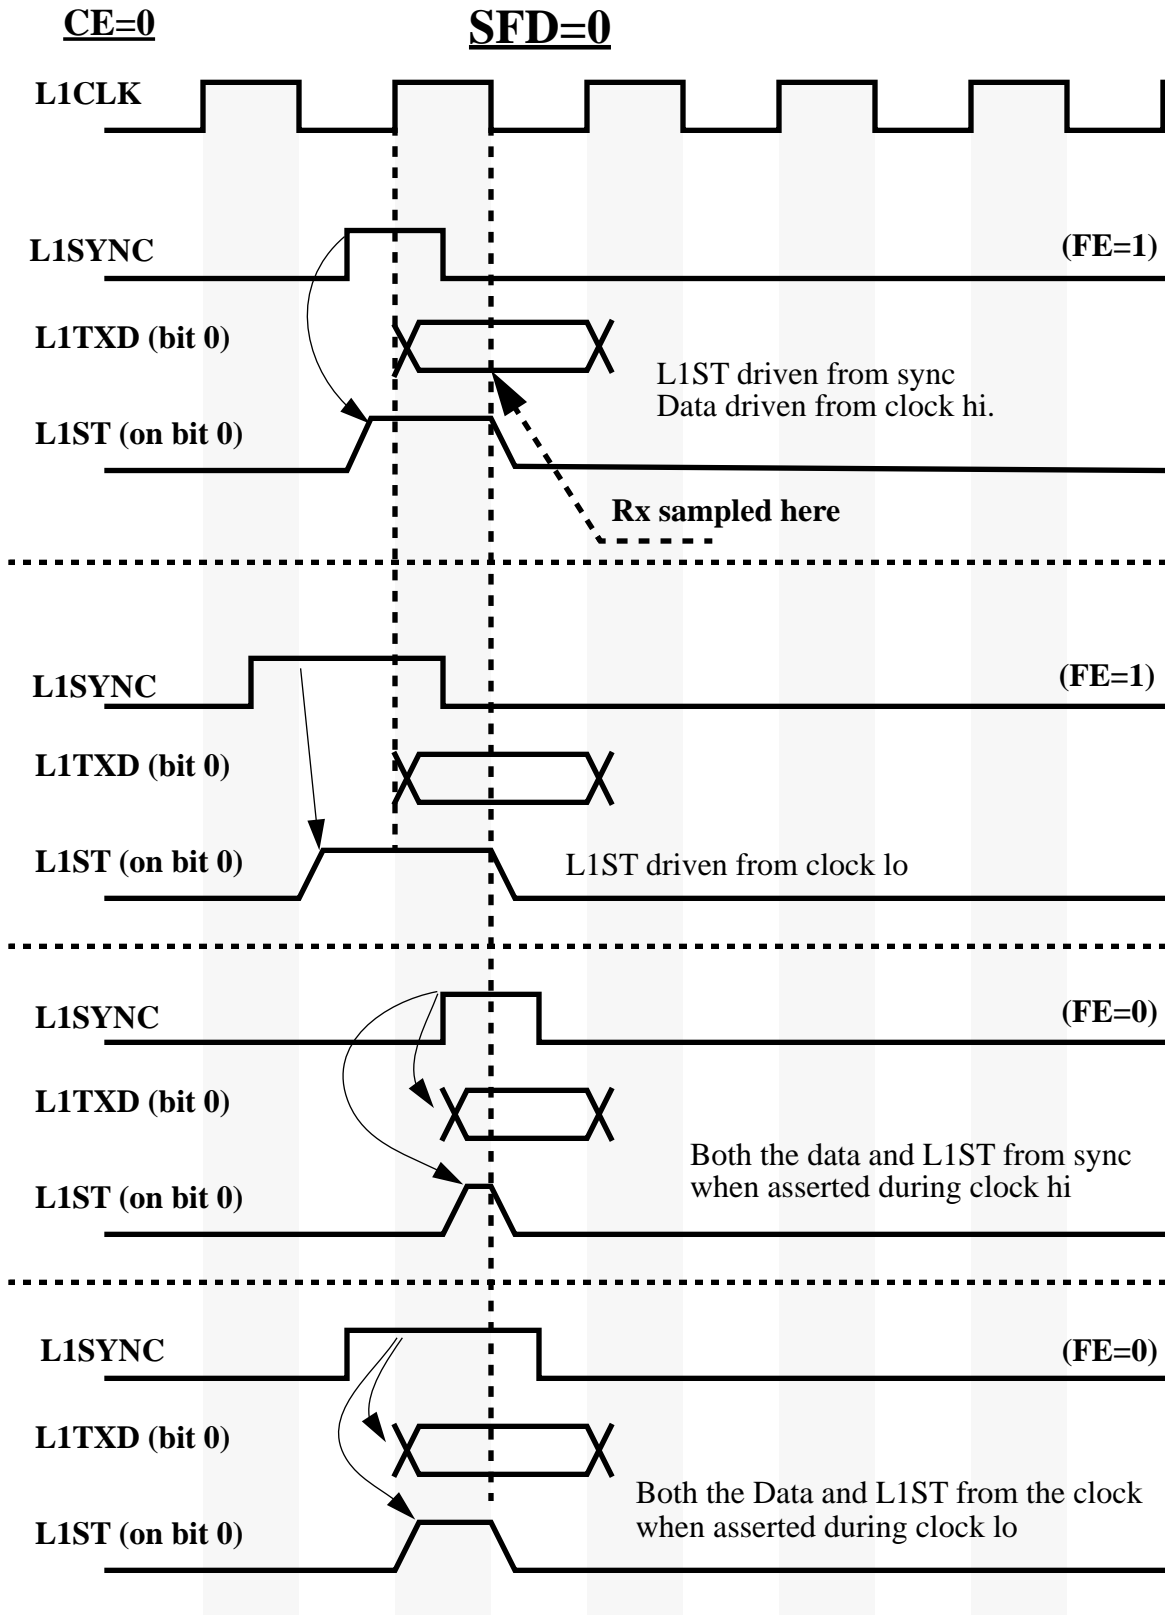 CE=0
SFD=0
L1CLK
L1SYNC
(FE=1)
L1TXD (bit 0)
L1ST driven from sync
Data driven from clock hi.
L1ST (on bit 0)
Rx sampled here
L1SYNC
(FE=1)
L1TXD (bit 0)
L1ST (on bit 0)
L1ST driven from clock lo
L1SYNC
(FE=0)
L1TXD (bit 0)
Both the data and L1ST from sync
when asserted during clock hi
L1ST (on bit 0)
L1SYNC
(FE=0)
L1TXD (bit 0)
Both the Data and L1ST from the clock
when asserted during clock lo
L1ST (on bit 0)